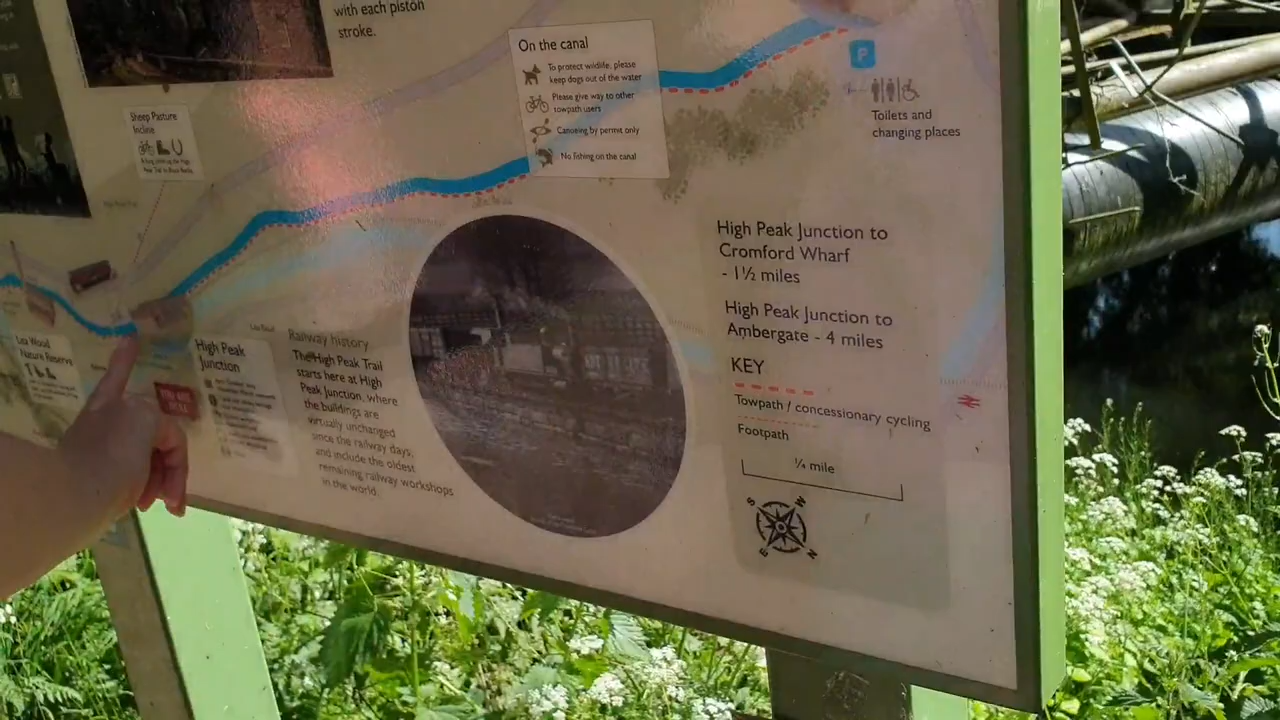 with each piston
stroke.
On the canal
To protect wildlife, please
keep dogs out of the water
Please give way to other
towpath users
Canoeing by permit only
No fishing on the canal
P
Toilets and
changing places
Sheep Pasture
Incline
Lea Wood
Nature Reserve
High Peak
Junction
YOU ARE
HERE
Railway history
The High Peak Trail
starts here at High
Peak Junction, where
the buildings are
virtually unchanged
since the railway days,
and include the oldest
remaining railway workshops
in the world.
High Peak Junction to
Cromford Wharf
- 1½ miles
High Peak Junction to
Ambergate - 4 miles
KEY
Towpath / concessionary cycling
Footpath
¼ mile
S W
E N